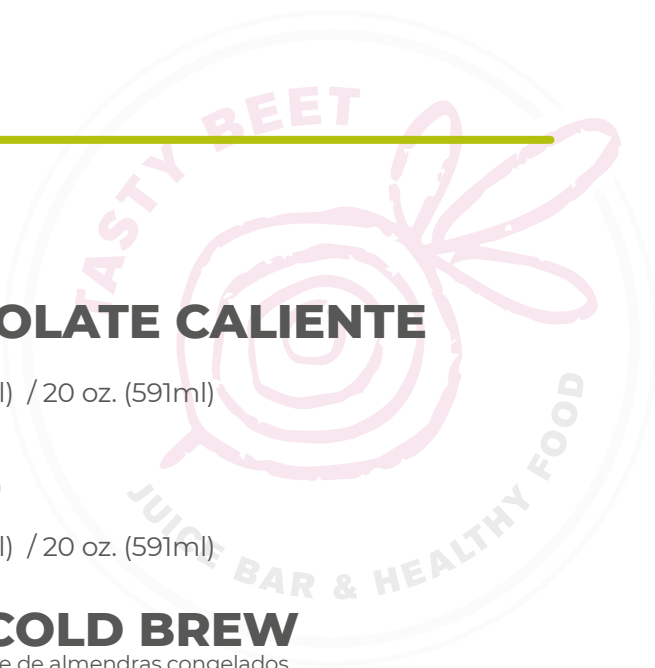 TASTY BEET
OLATE CALIENTE
l) / 20 oz. (591ml)
JUICE BAR & HEALTHY FOOD
l) / 20 oz. (591ml)
COLD BREW
e de almendras congelados